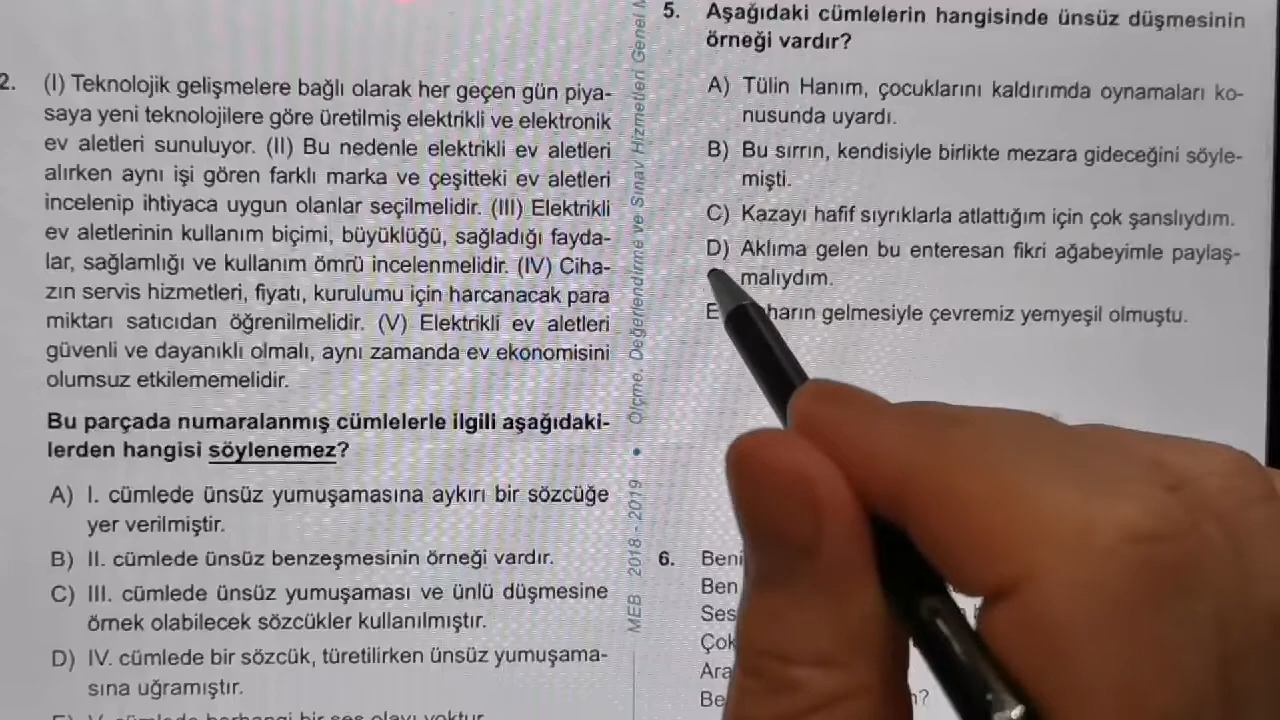 2. (I) Teknolojik gelişmelere bağlı olarak her geçen gün piya-
saya yeni teknolojilere göre üretilmiş elektrikli ve elektronik
ev aletleri sunuluyor. (II) Bu nedenle elektrikli ev aletleri
alırken aynı işi gören farklı marka ve çeşitteki ev aletleri
incelenip ihtiyaca uygun olanlar seçilmelidir. (III) Elektrikli
ev aletlerinin kullanım biçimi, büyüklüğü, sağladığı fayda-
lar, sağlamlığı ve kullanım ömrü incelenmelidir. (IV) Ciha-
zın servis hizmetleri, fiyatı, kurulumu için harcanacak para
miktarı satıcıdan öğrenilmelidir. (V) Elektrikli ev aletleri
güvenli ve dayanıklı olmalı, aynı zamanda ev ekonomisini
olumsuz etkilememelidir.
Bu parçada numaralanmış cümlelerle ilgili aşağıdaki-
lerden hangisi söylenemez?
A) I. cümlede ünsüz yumuşamasına aykırı bir sözcüğe
yer verilmiştir.
B) II. cümlede ünsüz benzeşmesinin örneği vardır.
C) III. cümlede ünsüz yumuşaması ve ünlü düşmesine
örnek olabilecek sözcükler kullanılmıştır.
D) IV. cümlede bir sözcük, türetilirken ünsüz yumuşama-
sına uğramıştır.
E) V. cümlede herhangi bir ses olayı yoktur.
MEB 2018 - 2019 • Ölçme, Değerlendirme ve Sınav Hizmetleri Genel
5. Aşağıdaki cümlelerin hangisinde ünsüz düşmesinin
örneği vardır?
A) Tülin Hanım, çocuklarını kaldırımda oynamaları ko-
nusunda uyardı.
B) Bu sırrın, kendisiyle birlikte mezara gideceğini söyle-
mişti.
C) Kazayı hafif sıyrıklarla atlattığım için çok şanslıydım.
D) Aklıma gelen bu enteresan fikri ağabeyimle paylaş-
malıydım.
E gelmesiyle çevremiz yemyeşil olmuştu.
6. Beni
Ben
Ses
Çok
Ara
Be